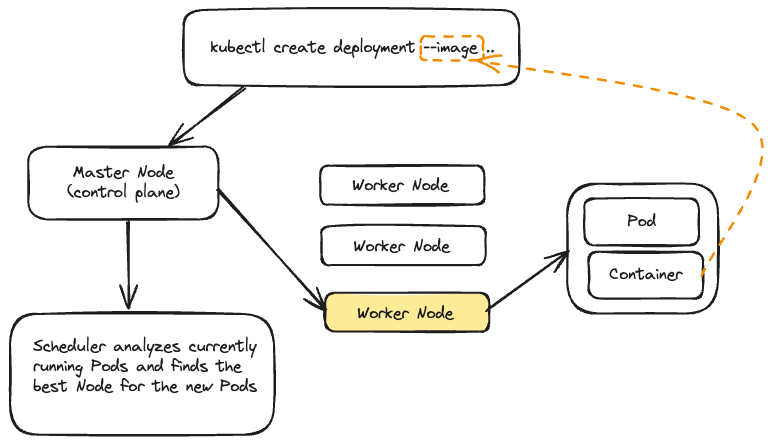 kubectl create deployment --image ..
Master Node
(control plane)
Worker Node
Worker Node
Worker Node
Pod
Container
Scheduler analyzes currently
running Pods and finds the
best Node for the new Pods